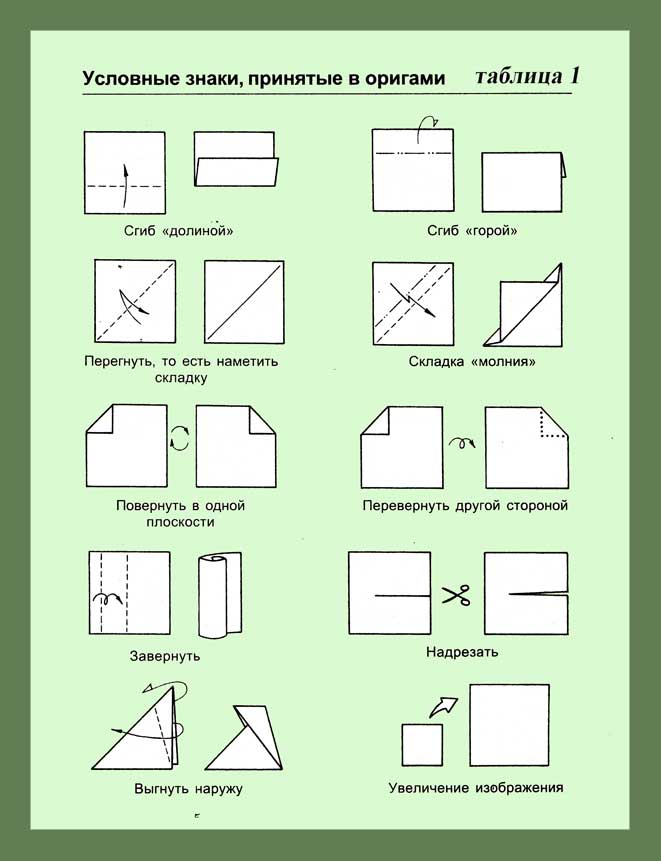 Условные знаки, принятые в оригами таблица 1
Сгиб «долиной»
Сгиб «горой»
Перегнуть, то есть наметить
складку
Складка «молния»
Повернуть в одной
плоскости
Перевернуть другой стороной
Завернуть
Надрезать
Выгнуть наружу
Увеличение изображения